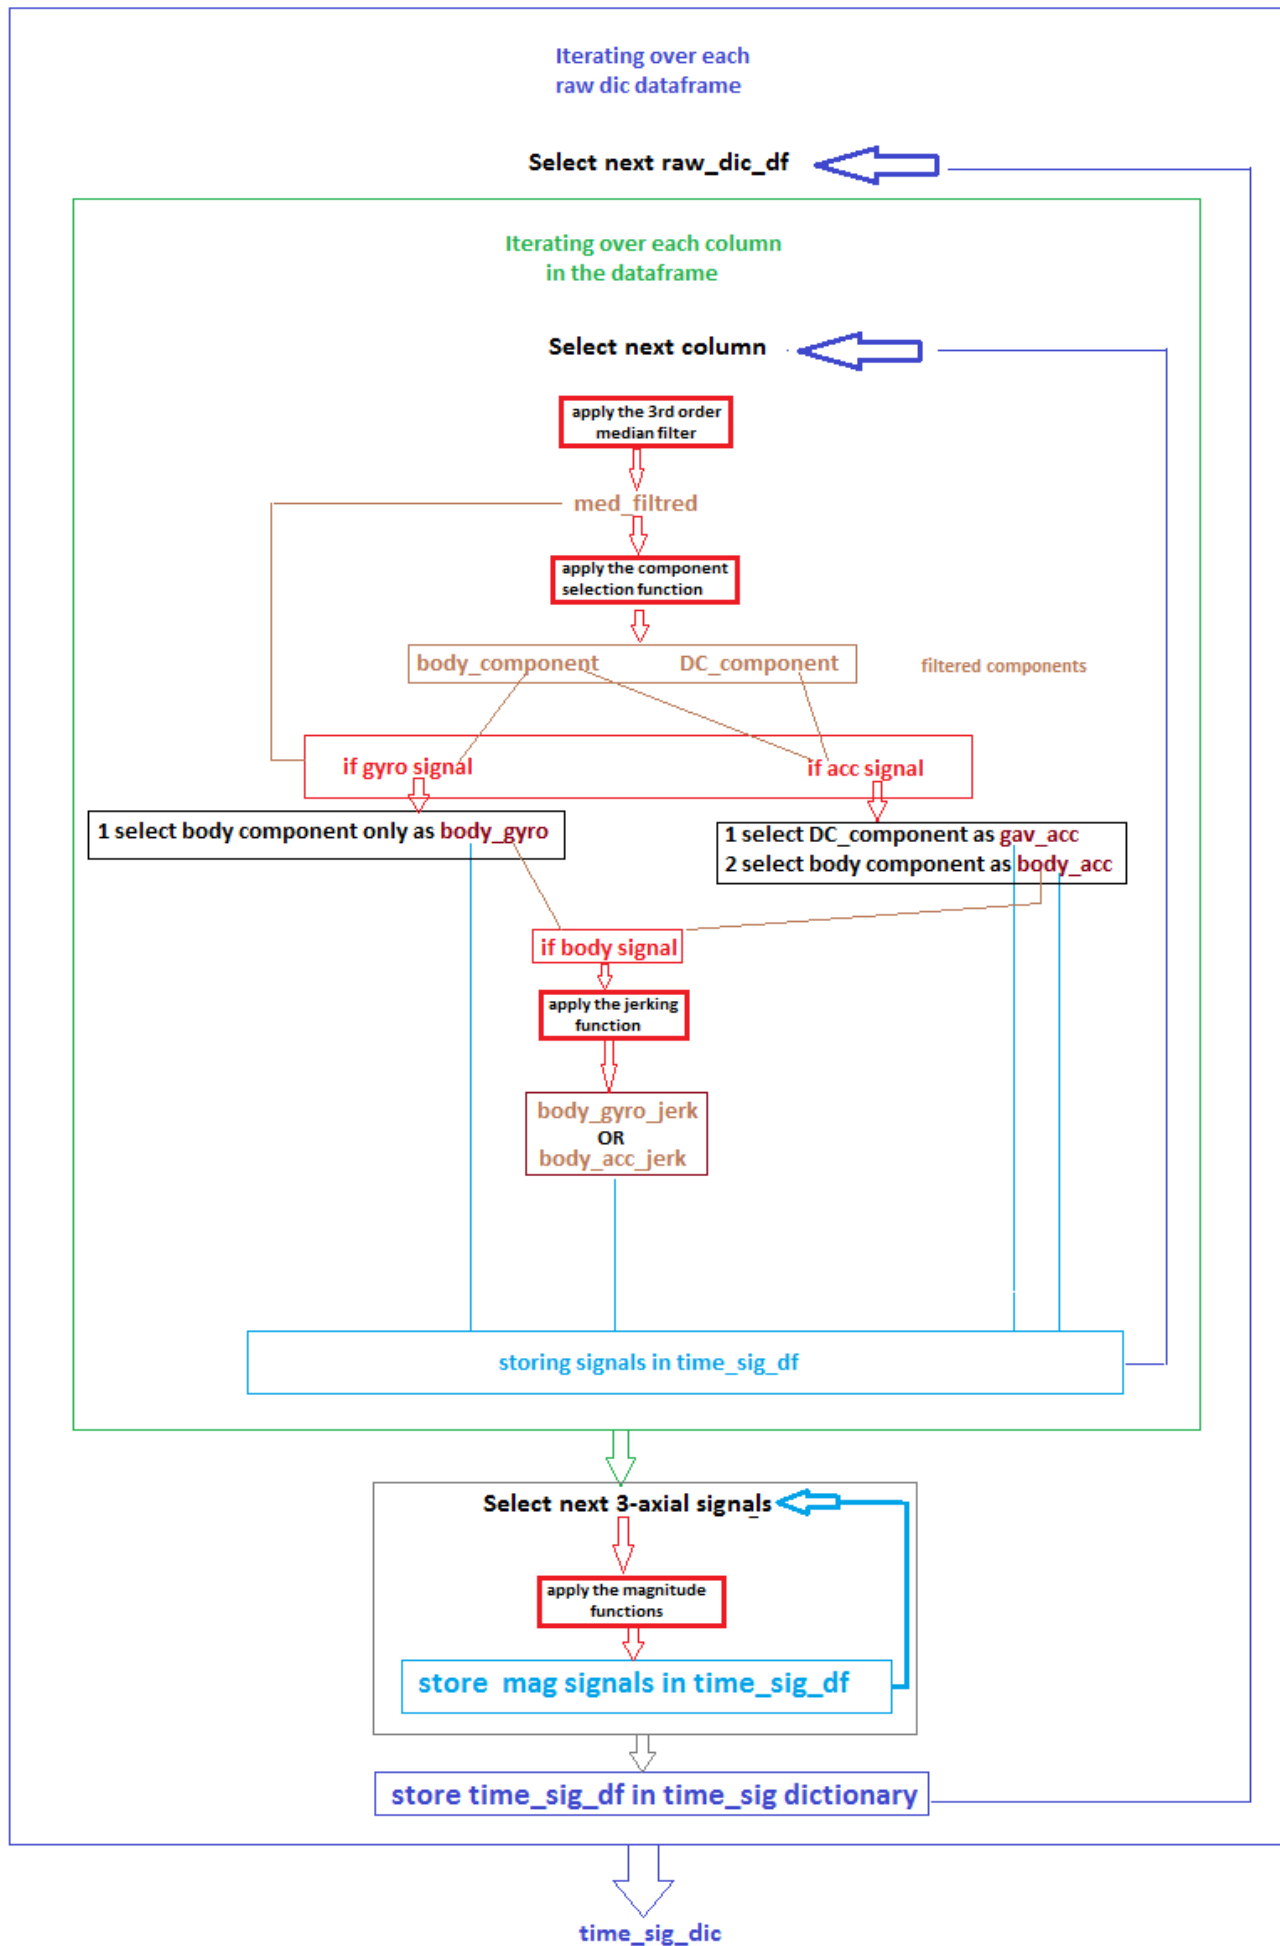 Iterating over each
raw dic dataframe
Select next raw_dic_df
Iterating over each column
in the dataframe
Select next column
apply the 3rd order
median filter
med_filtred
apply the component
selection function
body_component DC_component
filtered components
if gyro signal
if acc signal
1 select body component only as body_gyro
1 select DC_component as gav_acc
2 select body component as body_acc
if body signal
apply the jerking
function
body_gyro_jerk
OR
body_acc_jerk
storing signals in time_sig_df
Select next 3-axial signals
apply the magnitude
functions
store mag signals in time_sig_df
store time_sig_df in time_sig dictionary
time_sig_dic